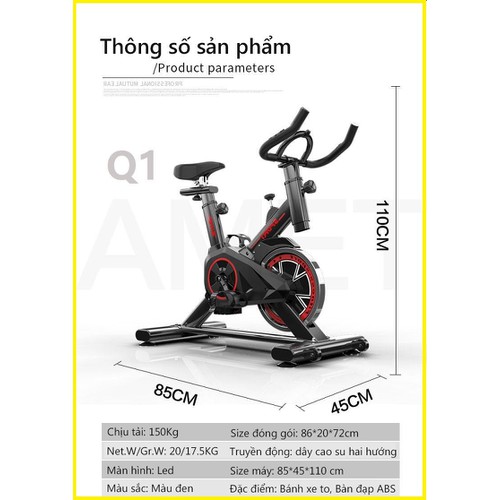 Thông số sản phẩm
/Product parameters
Q1
AMET
110CM
85CM
45CM
Chịu tải: 150Kg
Size đóng gói: 86*20*72cm
Net.W/Gr.W: 20/17.5KG
Truyền động: dây cao su hai hướng
Màn hình: Led
Size máy: 85*45*110 cm
Màu sắc: Màu đen
Đặc điểm: Bánh xe to, Bàn đạp ABS